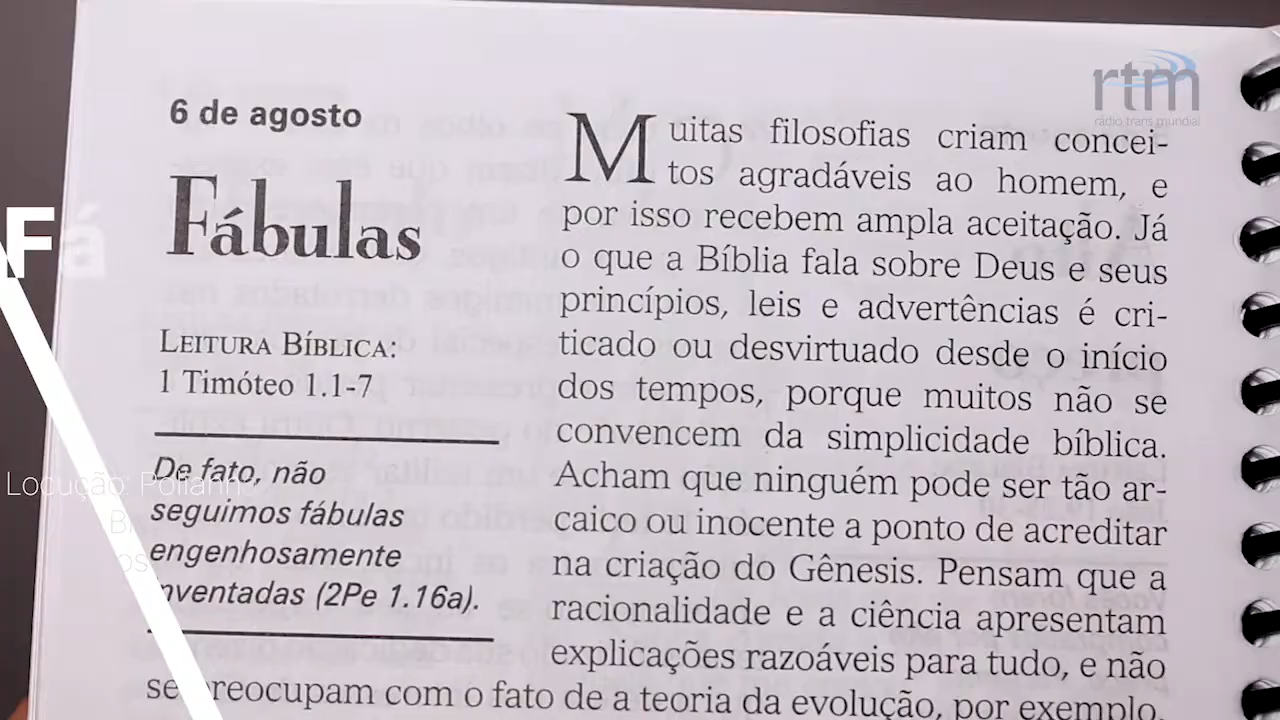 rtm
rádio trans mundial
6 de agosto
Fábulas
LEITURA BÍBLICA:
1 Timóteo 1.1-7
De fato, não
seguimos fábulas
engenhosamente
inventadas (2Pe 1.16a).
Muitas filosofias criam concei-
tos agradáveis ao homem, e
por isso recebem ampla aceitação. Já
o que a Bíblia fala sobre Deus e seus
princípios, leis e advertências é cri-
ticado ou desvirtuado desde o início
dos tempos, porque muitos não se
convencem da simplicidade bíblica.
Acham que ninguém pode ser tão ar-
caico ou inocente a ponto de acreditar
na criação do Gênesis. Pensam que a
racionalidade e a ciência apresentam
explicações razoáveis para tudo, e não
se preocupam com o fato de a teoria da evolução, por exemplo,
Fá
Locução: